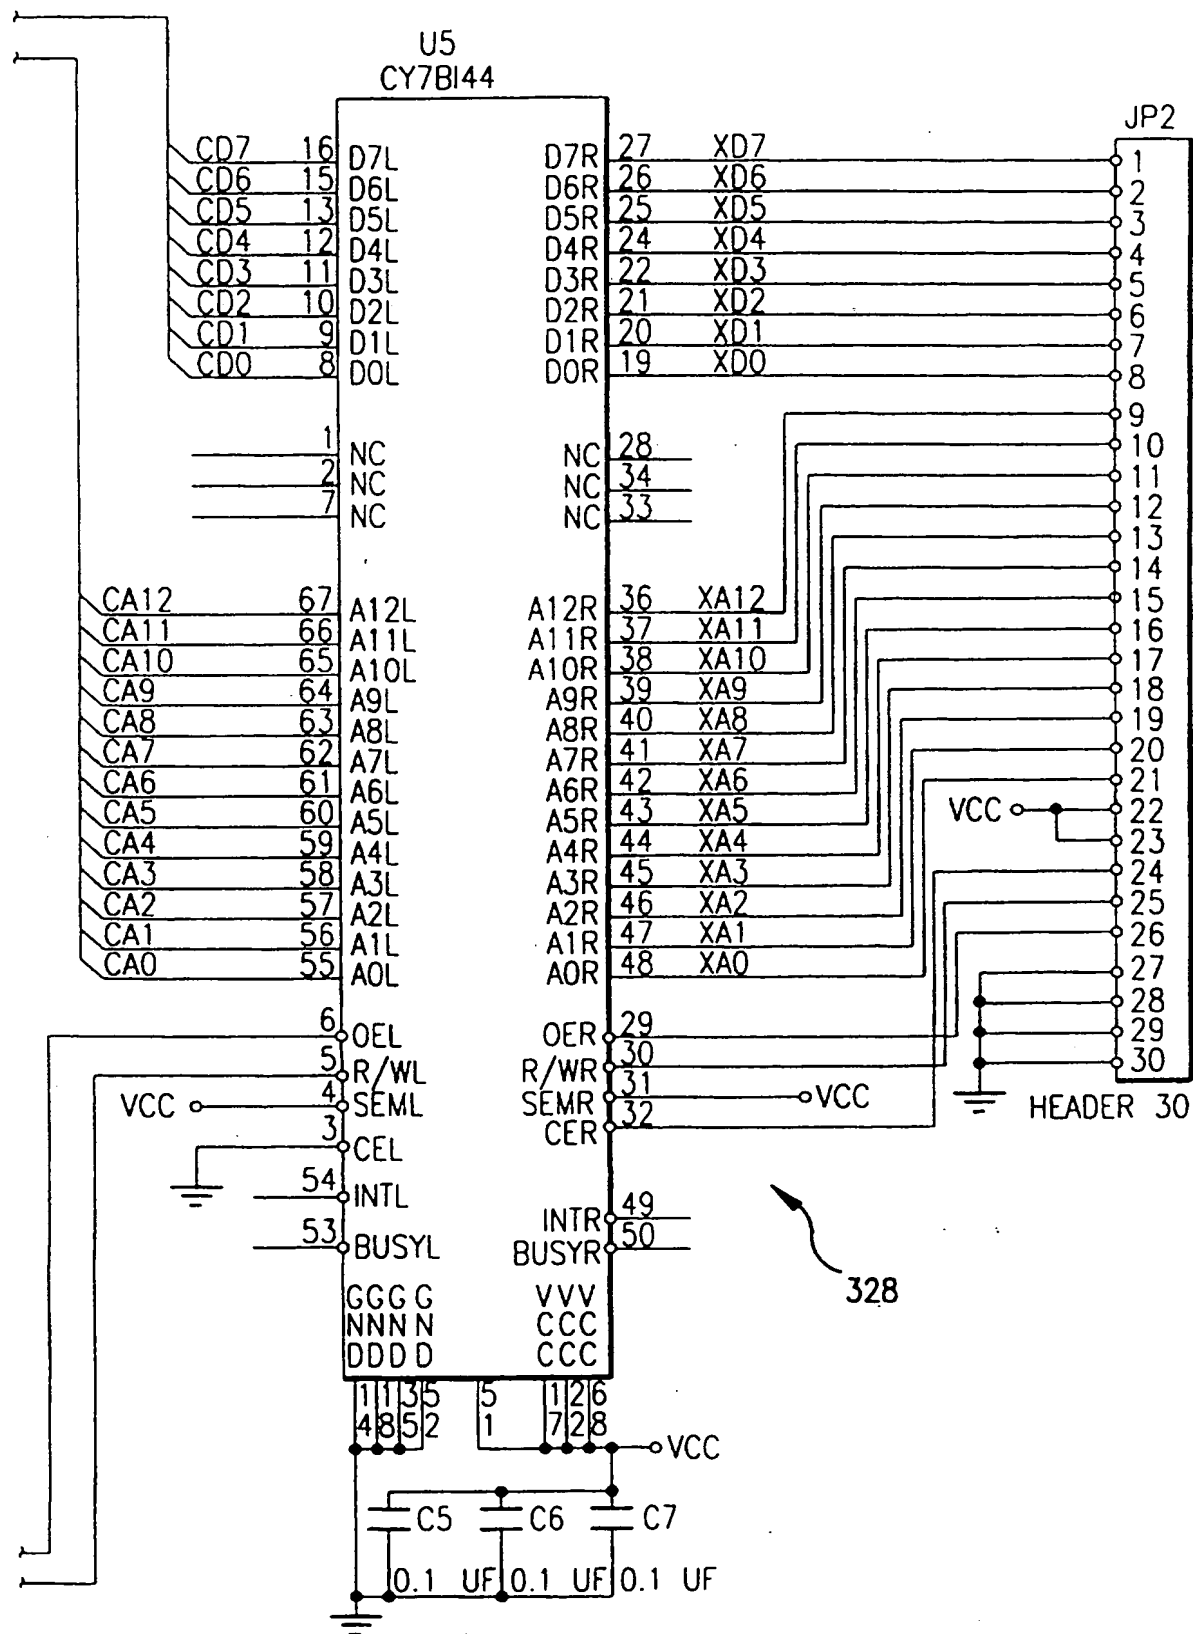 U5
CY7BI44
JP2
CD7 16 D7L D7R 27 XD7 1
CD6 15 D6L D6R 26 XD6 2
CD5 13 D5L D5R 25 XD5 3
CD4 12 D4L D4R 24 XD4 4
CD3 11 D3L D3R 22 XD3 5
CD2 10 D2L D2R 21 XD2 6
CD1 9 D1L D1R 20 XD1 7
CD0 8 D0L D0R 19 XD0 8
9
1 NC NC 28 10
2 NC NC 34 11
7 NC NC 33 12
13
14
CA12 67 A12L A12R 36 XA12 15
CA11 66 A11L A11R 37 XA11 16
CA10 65 A10L A10R 38 XA10 17
CA9 64 A9L A9R 39 XA9 18
CA8 63 A8L A8R 40 XA8 19
CA7 62 A7L A7R 41 XA7 20
CA6 61 A6L A6R 42 XA6 21
CA5 60 A5L A5R 43 XA5 VCC 22
CA4 59 A4L A4R 44 XA4 23
CA3 58 A3L A3R 45 XA3 24
CA2 57 A2L A2R 46 XA2 25
CA1 56 A1L A1R 47 XA1 26
CA0 55 A0L A0R 48 XA0 27
28
6 OEL OER 29 29
5 R/WL R/WR 30 30
VCC 4 SEML SEMR 31 VCC
HEADER 30
3 CEL CER 32
54 INTL INTR 49
53 BUSYL BUSYR 50
328
G G G G V V V
N N N N C C C
D D D D C C C
1 1 3 5 5 1 2 6
4 8 5 2 1 7 2 8
VCC
C5 C6 C7
0.1 UF 0.1 UF 0.1 UF